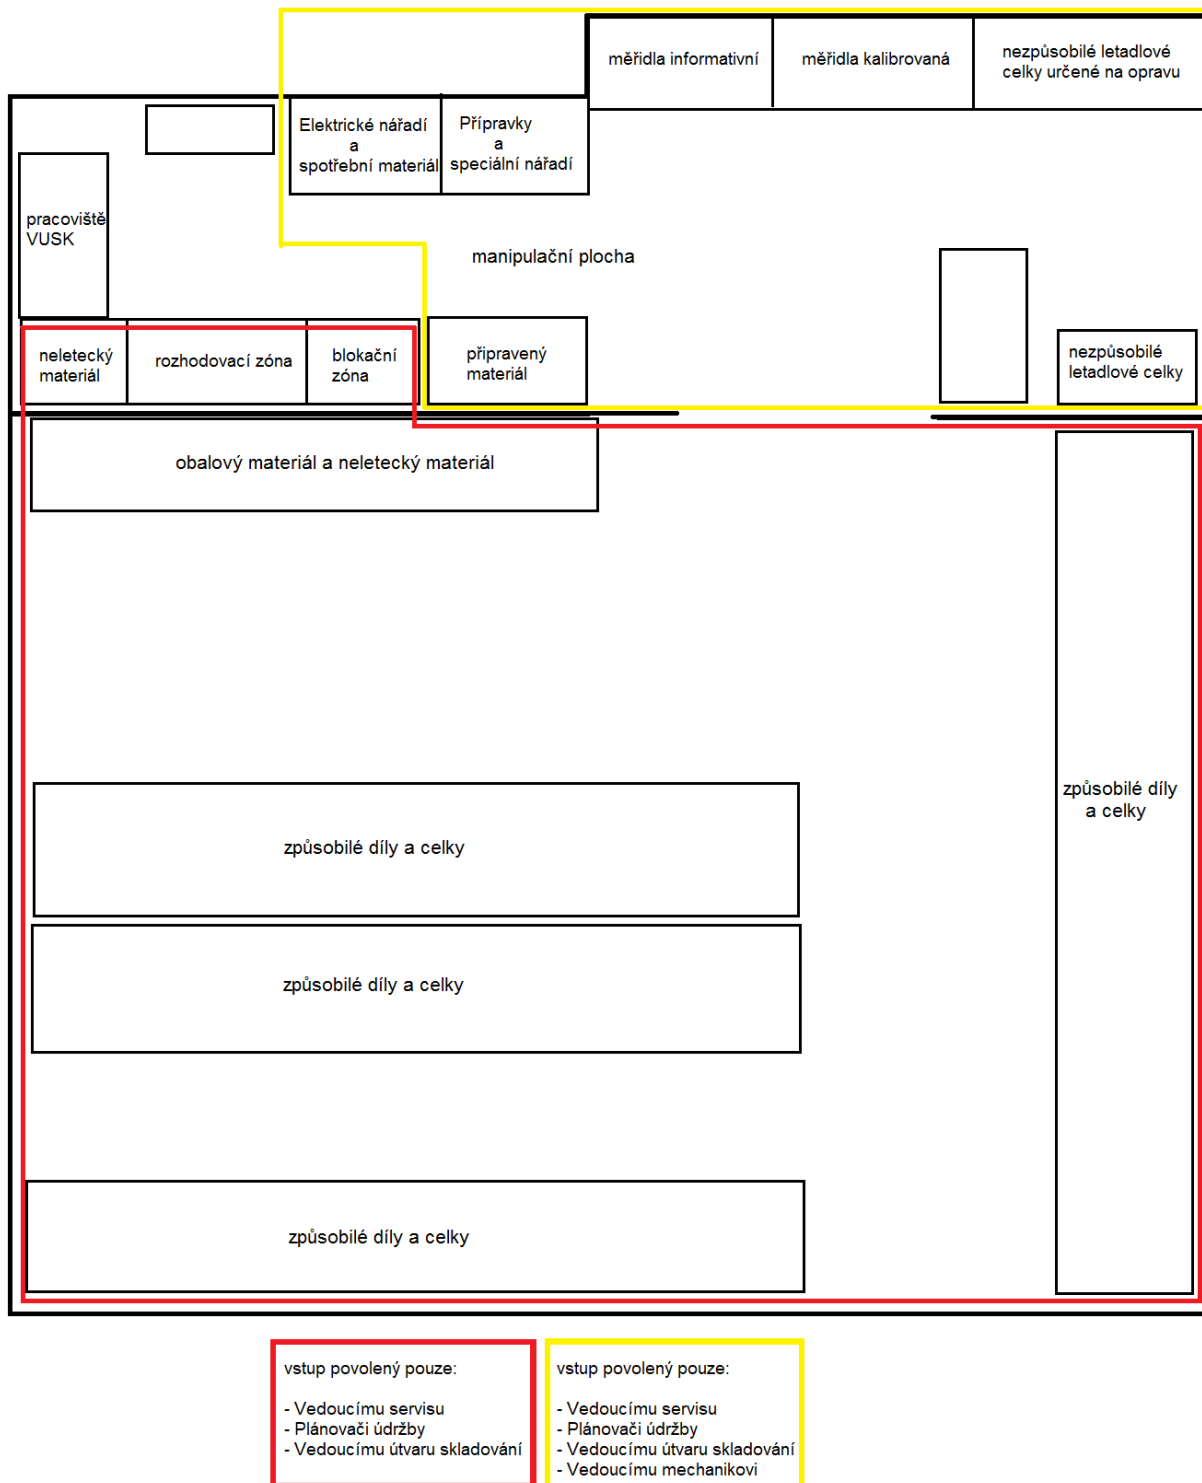 měřidla informativní
měřidla kalibrovaná
nezpůsobilé letadlové
celky určené na opravu
Elektrické nářadí
a
spotřební materiál
Přípravky
a
speciální nářadí
pracoviště
VUSK
manipulační plocha
neletecký
materiál
rozhodovací zóna
blokační
zóna
připravený
materiál
nezpůsobilé
letadlové celky
obalový materiál a neletecký materiál
způsobilé díly
a celky
způsobilé díly a celky
způsobilé díly a celky
způsobilé díly a celky
vstup povolený pouze:
- Vedoucímu servisu
- Plánovači údržby
- Vedoucímu útvaru skladování
vstup povolený pouze:
- Vedoucímu servisu
- Plánovači údržby
- Vedoucímu útvaru skladování
- Vedoucímu mechanikovi